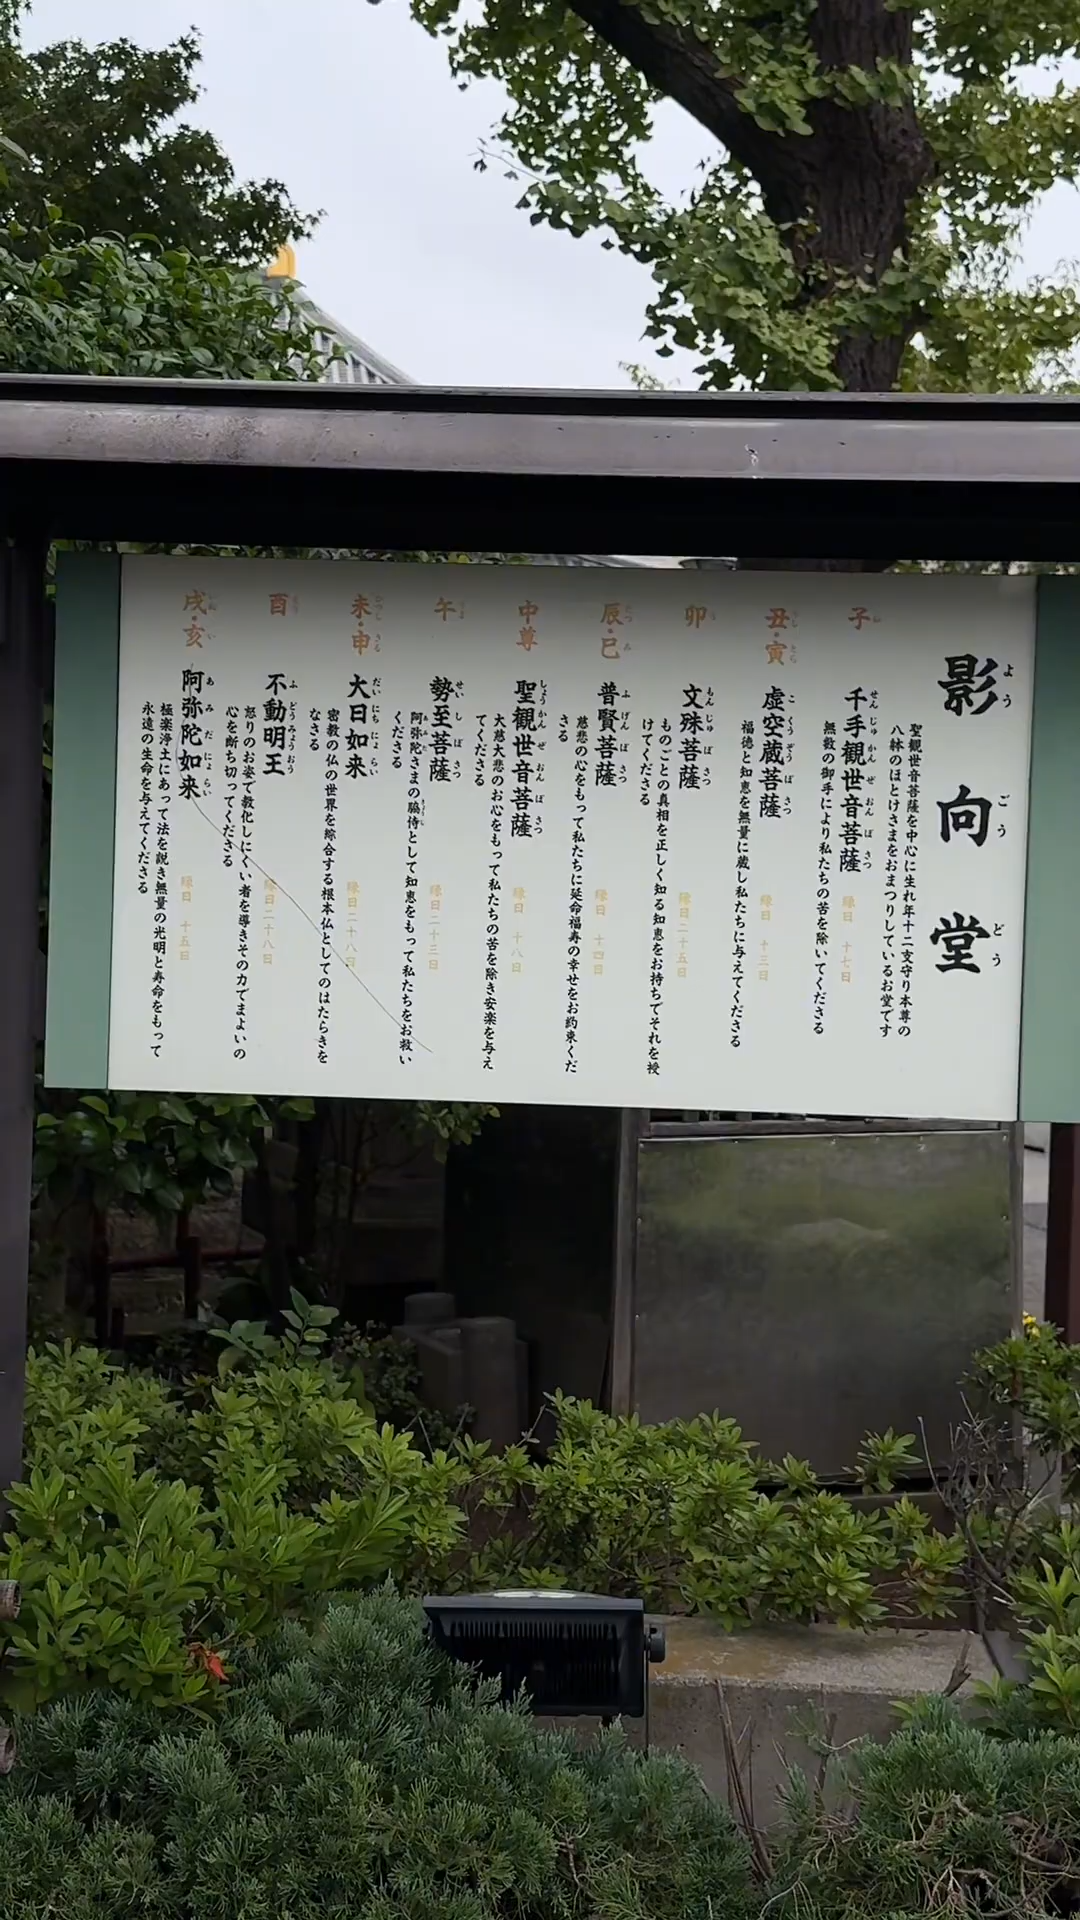 影向堂
ようごうどう
聖観世音菩薩を中心に生れ年十二支守り本尊の
八躰のほとけさまをおまつりしているお堂です
子
ね
千手観世音菩薩
せんじゅかんぜおんぼさつ
縁日 十七日
無数の御手により私たちの苦を除いてくださる
丑・寅
うし とら
虚空蔵菩薩
こくうぞうぼさつ
縁日 十三日
福徳と知恵を無量に蔵し私たちに与えてくださる
卯
う
文殊菩薩
もんじゅぼさつ
縁日二十五日
ものごとの真相を正しく知る知恵をお持ちでそれを授
けてくださる
辰・巳
たつ み
普賢菩薩
ふげんぼさつ
縁日 十四日
慈悲の心をもって私たちに延命福寿の幸せをお約束くだ
さる
中尊
聖観世音菩薩
しょうかんぜおんぼさつ
縁日 十八日
大慈大悲のお心をもって私たちの苦を除き安楽を与え
てくださる
午
うま
勢至菩薩
せいしぼさつ
縁日二十三日
阿弥陀さまの脇侍として知恵をもって私たちをお救い
くださる
未・申
ひつじ さる
大日如来
だいにちにょらい
縁日二十八日
密教の仏の世界を綜合する根本仏としてのはたらきを
なさる
酉
とり
不動明王
ふどうみょうおう
縁日二十八日
怒りのお姿で教化しにくい者を導きその力でまよいの
心を断ち切ってくださる
戌・亥
いぬ い
阿弥陀如来
あみだにょらい
縁日 十五日
極楽浄土にあって法を説き無量の光明と寿命をもって
永遠の生命を与えてくださる